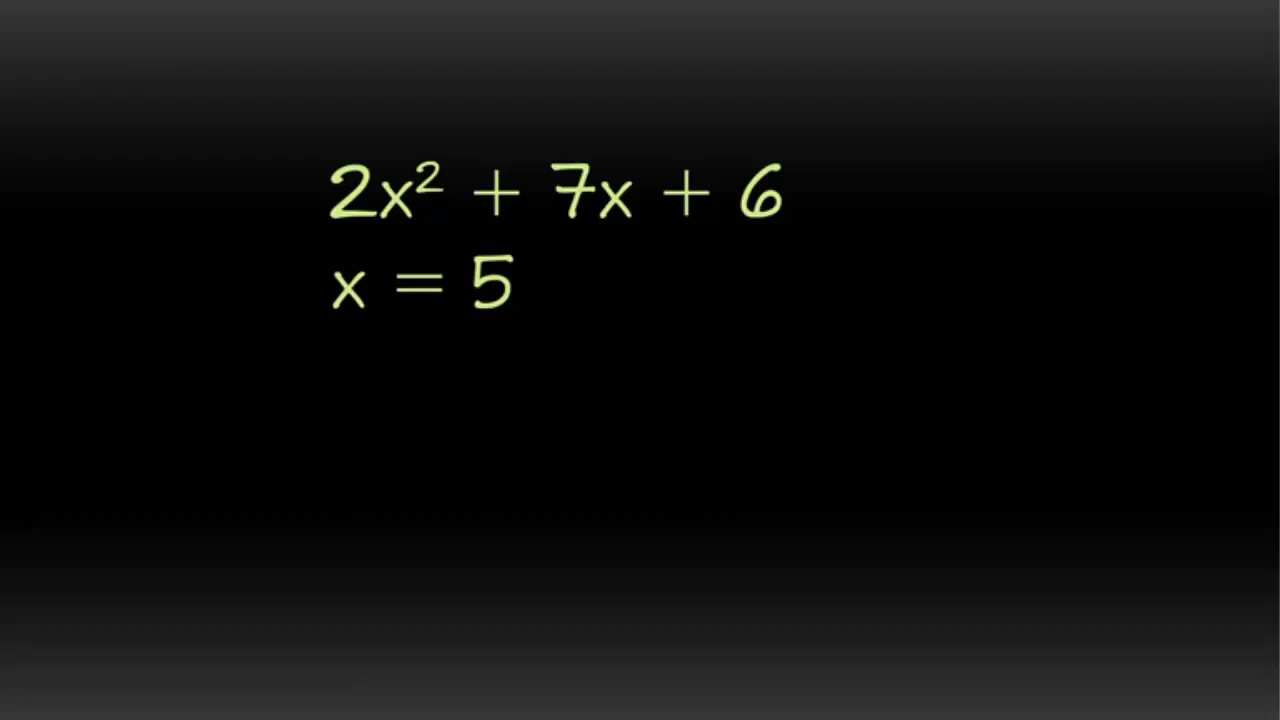 2x² + 7x + 6
x = 5